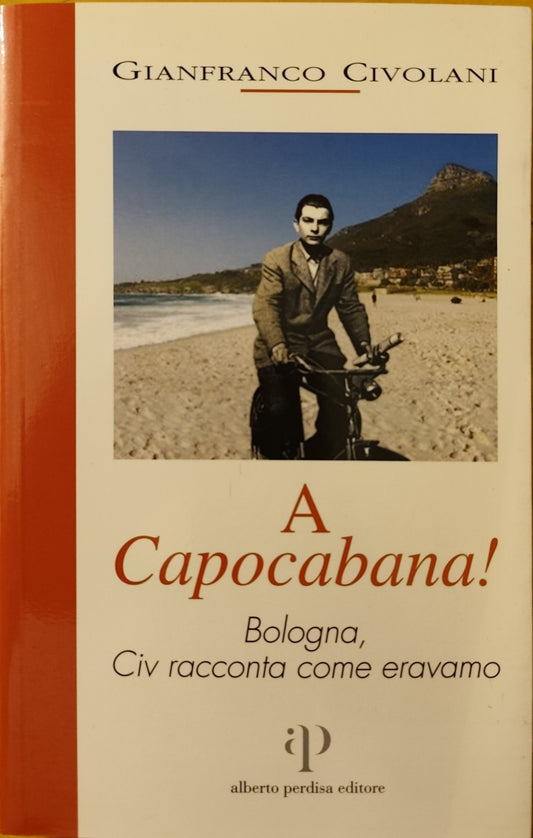 GIANFRANCO CIVOLANI
A
Capocabana!
Bologna,
Civ racconta come eravamo
ap
alberto perdisa editore